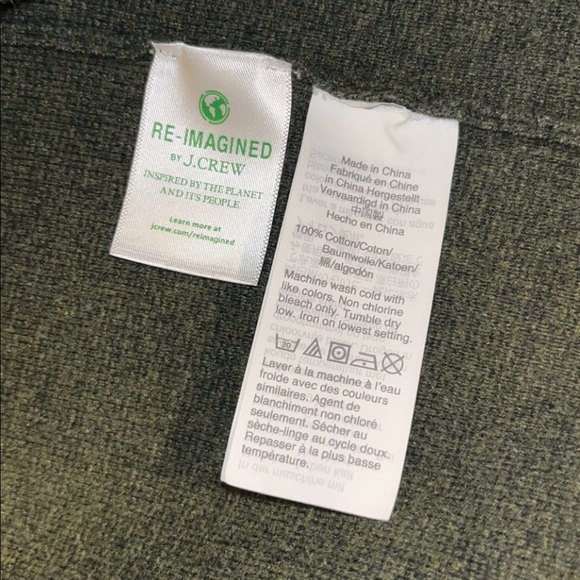 RE-IMAGINED
BY J.CREW
INSPIRED BY THE PLANET
AND ITS PEOPLE
Learn more at
jcrew.com/reimagined
Made in China
Fabriqué en Chine
in China Hergestellt
Vervaardigd in China
中国製
Hecho en China
100% Cotton/Coton/
Baumwolle/Katoen/
綿/algodón
Machine wash cold with
like colors. Non chlorine
bleach only. Tumble dry
low. Iron on lowest setting.
30
Laver à la machine à l'eau
froide avec des couleurs
similaires. Agent de
blanchiment non chloré
seulement. Sécher au
sèche-linge au cycle doux.
Repasser à la plus basse
température.